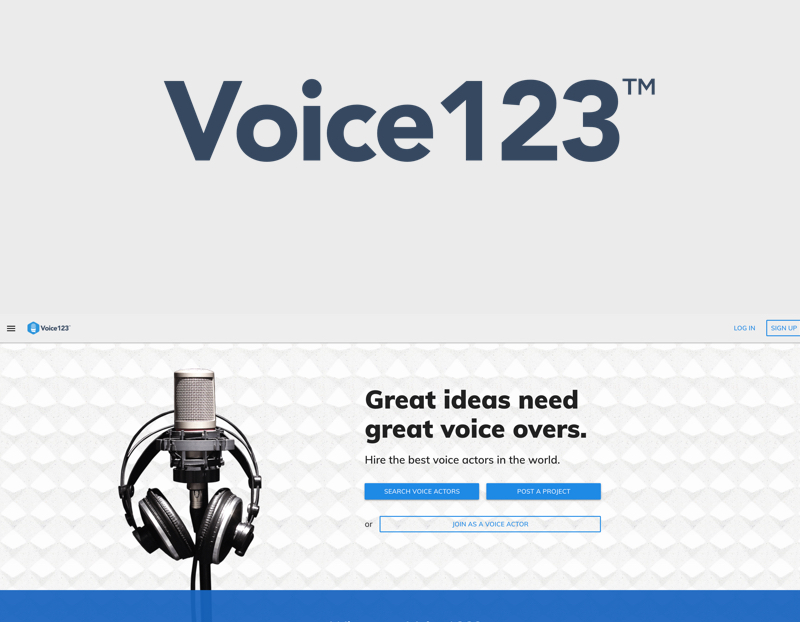 Voice123™
Voice123
LOG IN
SIGN UP
Great ideas need
great voice overs.
Hire the best voice actors in the world.
SEARCH VOICE ACTORS
POST A PROJECT
or
JOIN AS A VOICE ACTOR